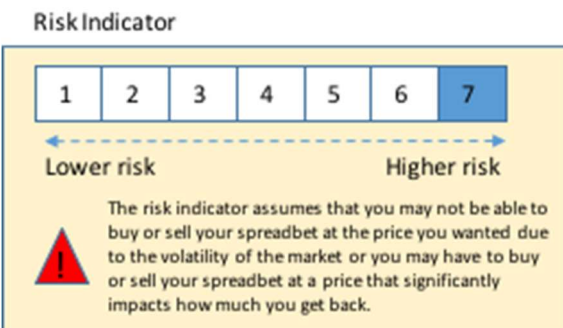 Risk Indicator
1 2 3 4 5 6 7
Lower risk Higher risk
The risk indicator assumes that you may not be able to
buy or sell your spreadbet at the price you wanted due
to the volatility of the market or you may have to buy
or sell your spreadbet at a price that significantly
impacts how much you get back.
!